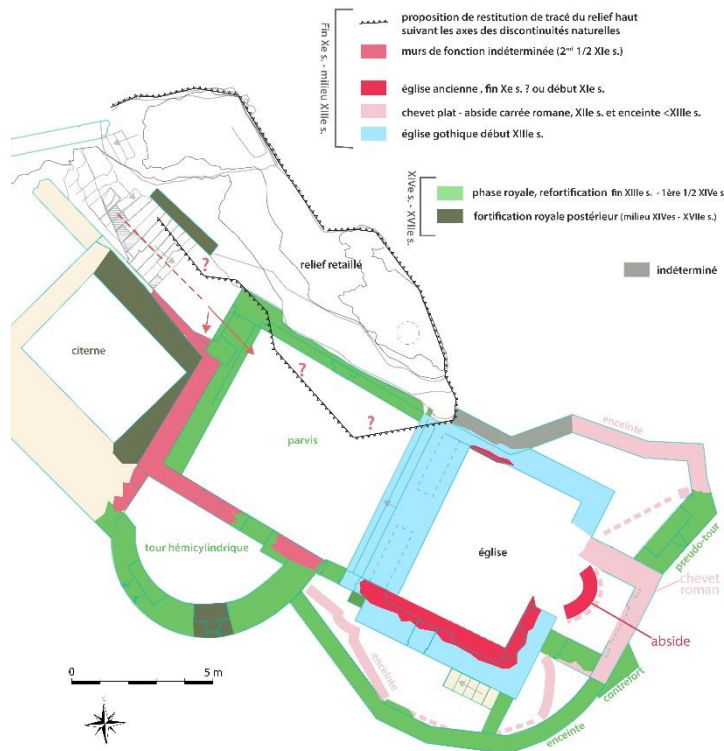 proposition de restitution de tracé du relief haut
suivant les axes des discontinuités naturelles
Fin Xe s. - milieu XIIIe s.
murs de fonction indéterminée (2nd 1/2 XIe s.)
église ancienne , fin Xe s. ? ou début XIe s.
chevet plat - abside carrée romane, XIIe s. et enceinte <XIIIe s.
église gothique début XIIIe s.
XIVe s. - XVIIe s.
phase royale, refortification fin XIIIe s. - 1ère 1/2 XIVe s
fortification royale postérieur (milieu XIVes - XVIIe s.)
indéterminé
?
relief retaillé
citerne
?
?
parvis
enceinte
tour hémicylindrique
église
pseudo-tour
chevet
roman
abside
enceinte
contrefort
enceinte
0
5 m
N